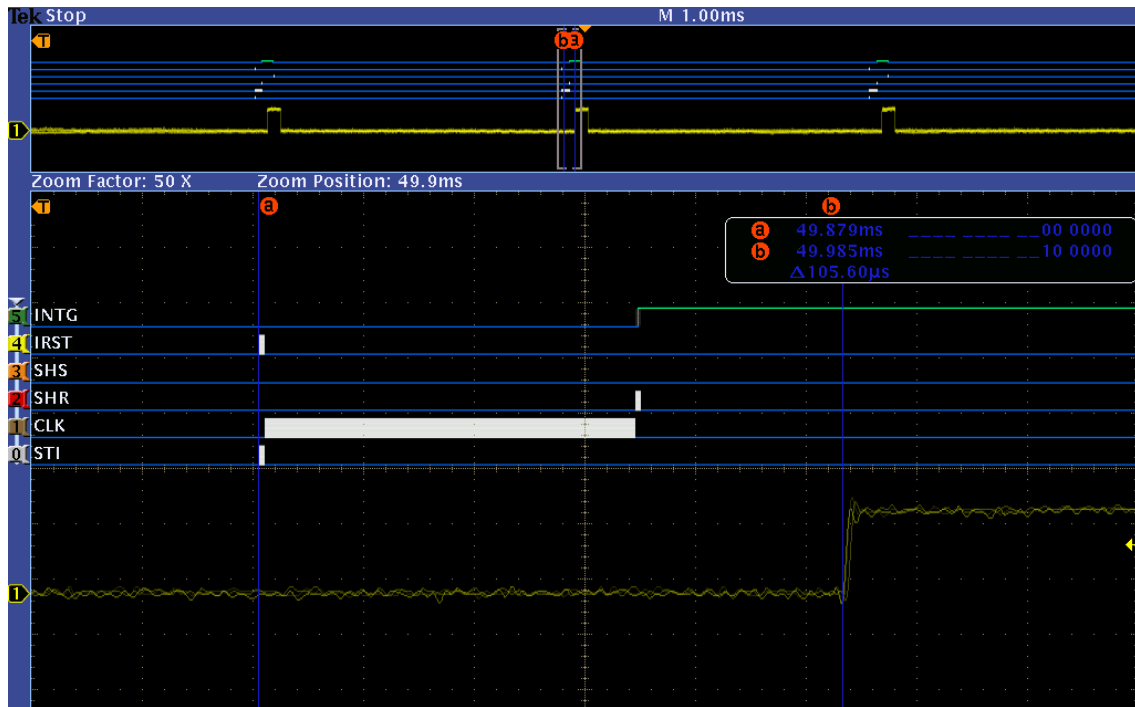 Tek Stop M 1.00ms
T
b
1
Zoom Factor: 50 X Zoom Position: 49.9ms
T a b
a 49.879ms ____ ____ __00 0000
b 49.985ms ____ ____ __10 0000
Δ105.60µs
5 INTG
4 IRST
3 SHS
2 SHR
1 CLK
0 STI
1